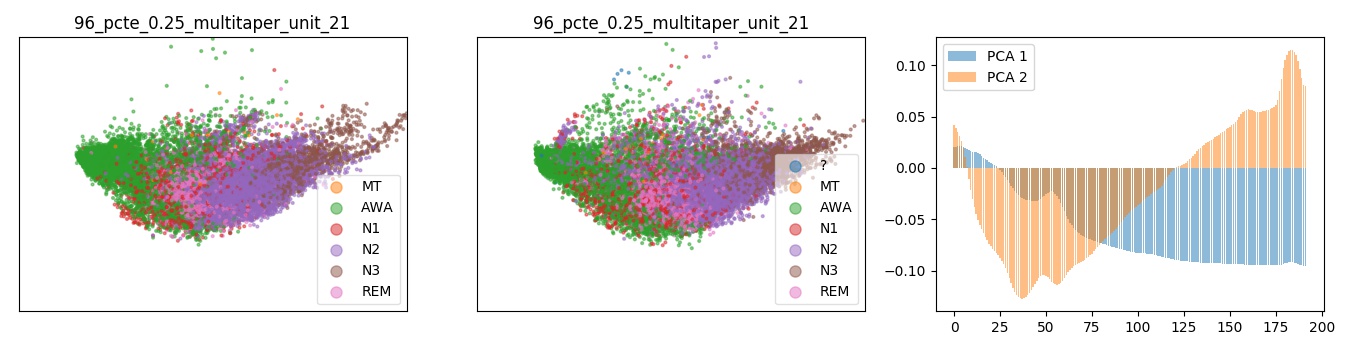 96_pcte_0.25_multitaper_unit_21
MT
AWA
N1
N2
N3
REM
96_pcte_0.25_multitaper_unit_21
?
MT
AWA
N1
N2
N3
REM
PCA 1
PCA 2
0.10
0.05
0.00
−0.05
−0.10
0 25 50 75 100 125 150 175 200